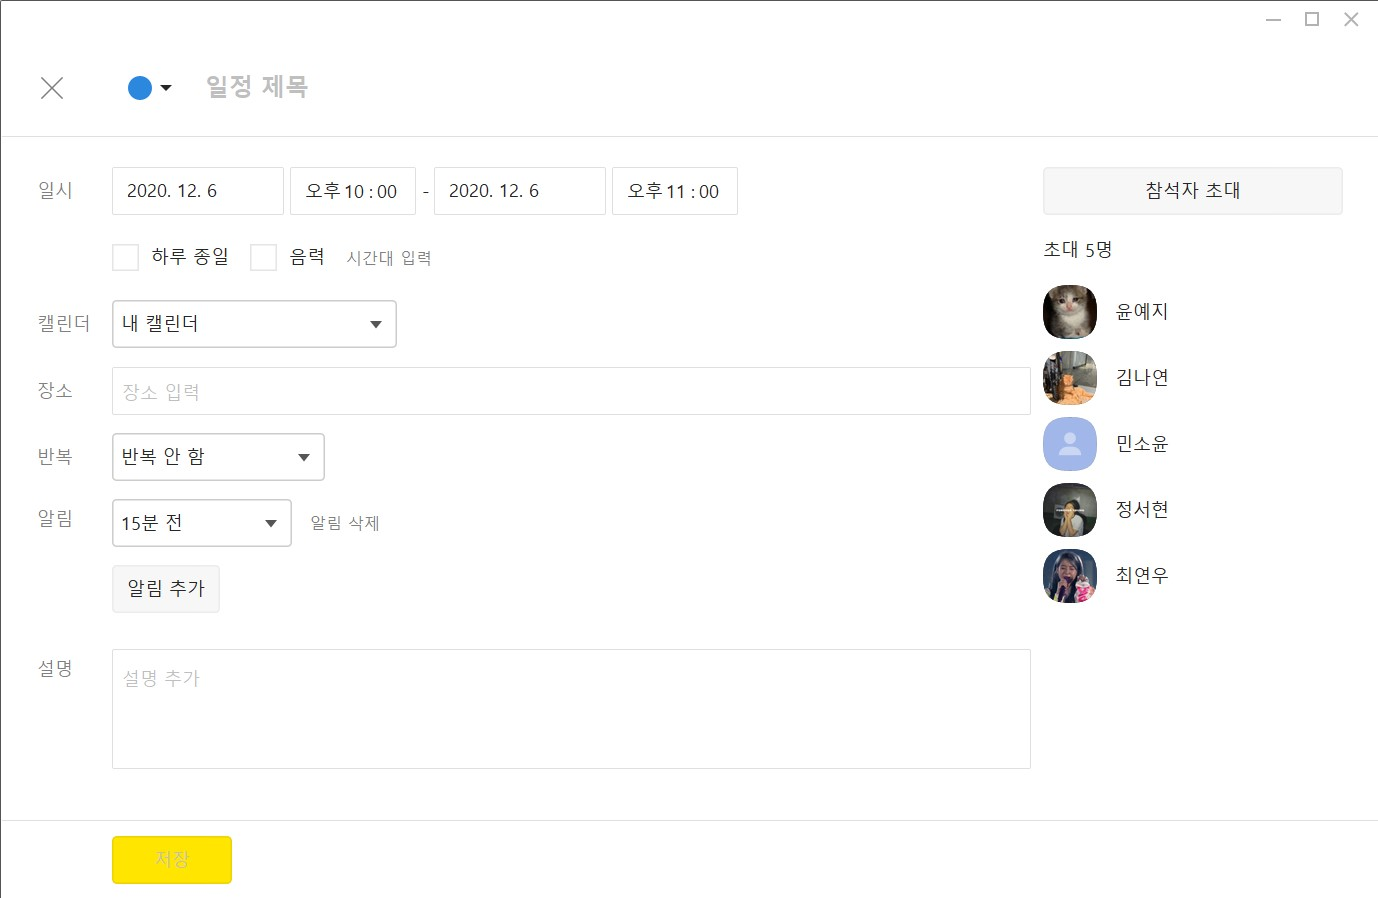 일정 제목
일시 2020. 12. 6 오후 10 : 00 - 2020. 12. 6 오후 11 : 00
하루 종일 음력 시간대 입력
캘린더 내 캘린더
장소 장소 입력
반복 반복 안 함
알림 15분 전 알림 삭제
알림 추가
설명 설명 추가
저장
참석자 초대
초대 5명
윤예지
김나연
민소윤
정서현
최연우